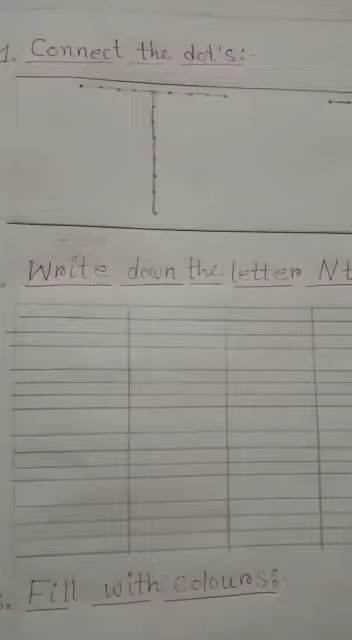 1. Connect the dot's:-
Write down the letter N t
Fill with colours:-